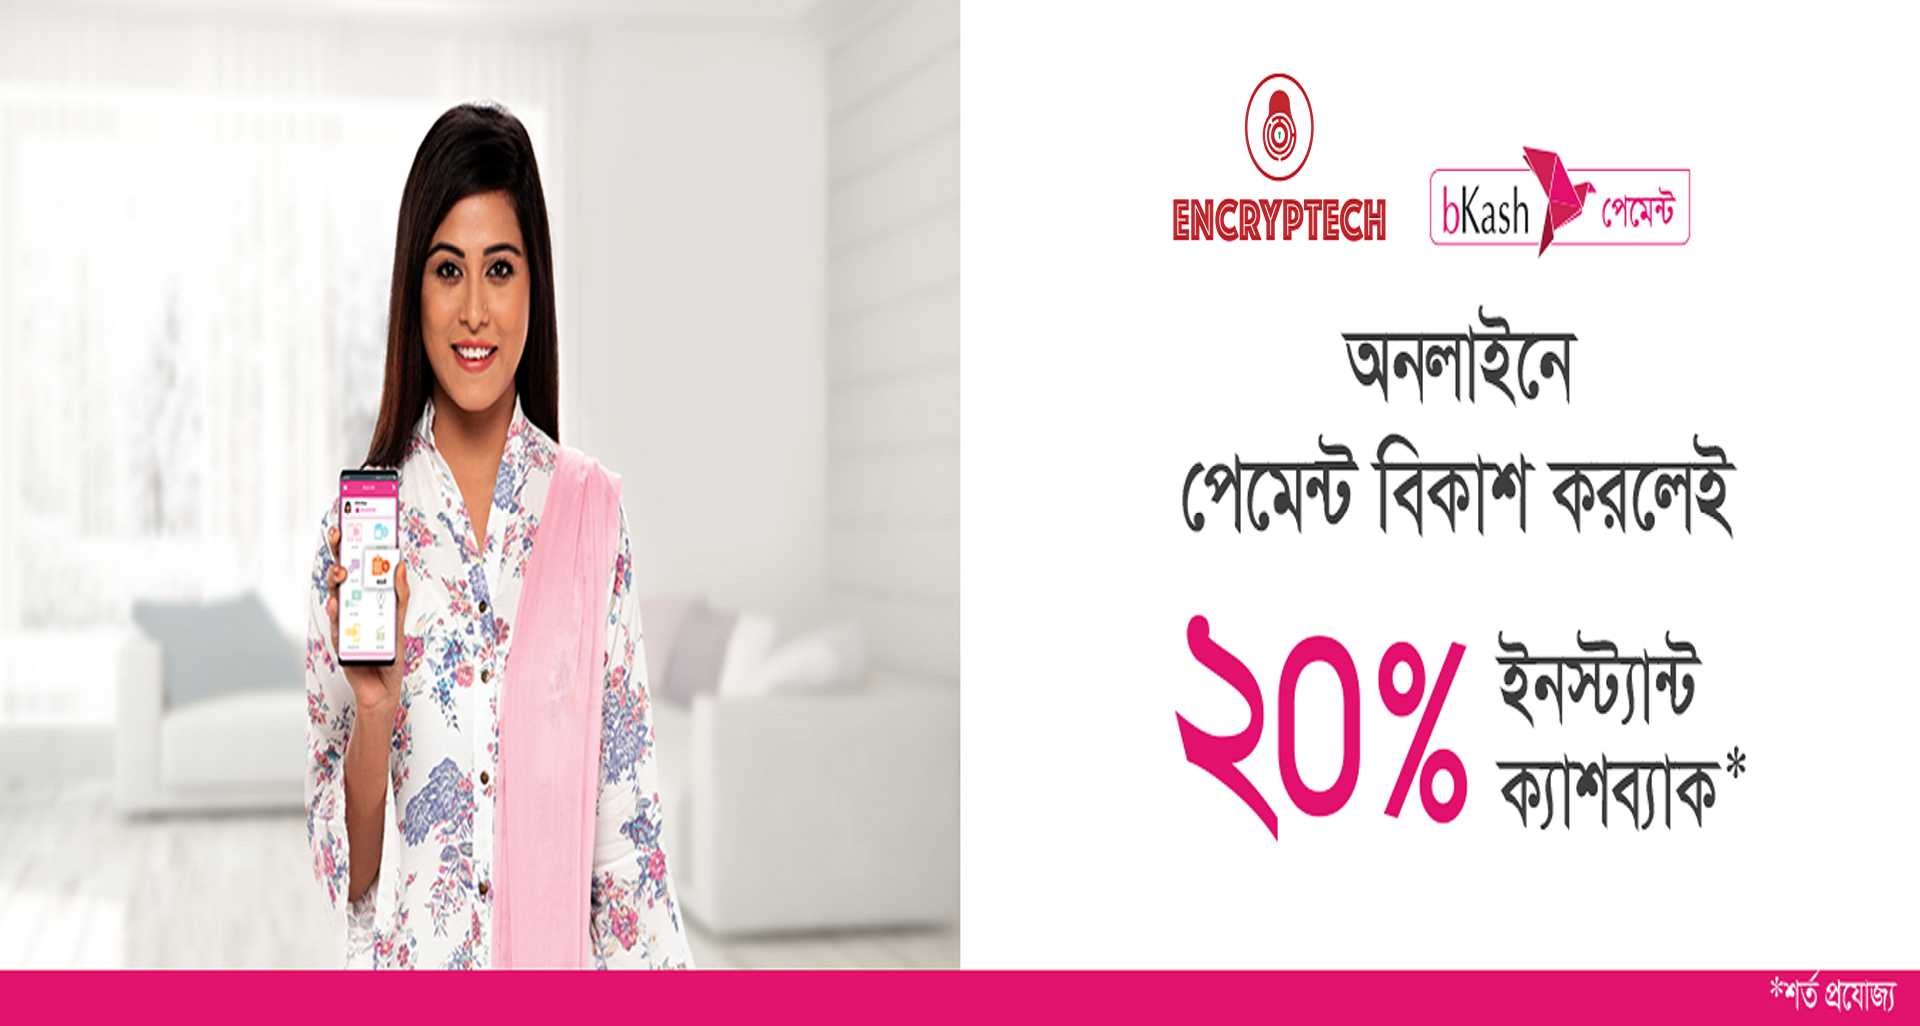 ENCRYPTECH
bKash পেমেন্ট
অনলাইনে
পেমেন্ট বিকাশ করলেই
২০% ইনস্ট্যান্ট
ক্যাশব্যাক*
*শর্ত প্রযোজ্য